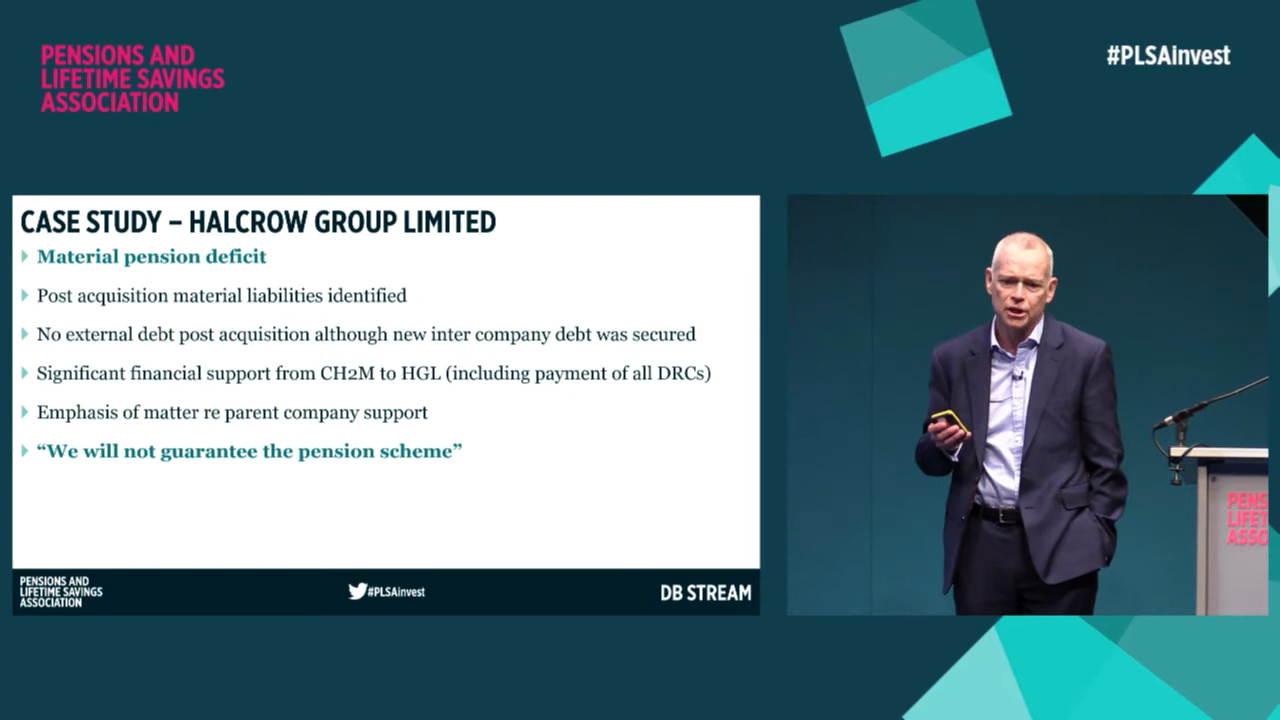 PENSIONS AND
LIFETIME SAVINGS
ASSOCIATION
#PLSAinvest
CASE STUDY – HALCROW GROUP LIMITED
Material pension deficit
Post acquisition material liabilities identified
No external debt post acquisition although new inter company debt was secured
Significant financial support from CH2M to HGL (including payment of all DRCs)
Emphasis of matter re parent company support
“We will not guarantee the pension scheme”
PENSIONS AND
LIFETIME SAVINGS
ASSOCIATION
#PLSAinvest
DB STREAM
PENS
LIFET
ASSO